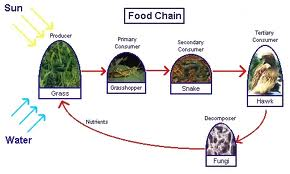 Sun
Food Chain
Producer
Primary
Consumer
Secondary
Consumer
Tertiary
Consumer
Grass
Grasshopper
Snake
Hawk
Water
Nutrients
Decomposer
Fungi